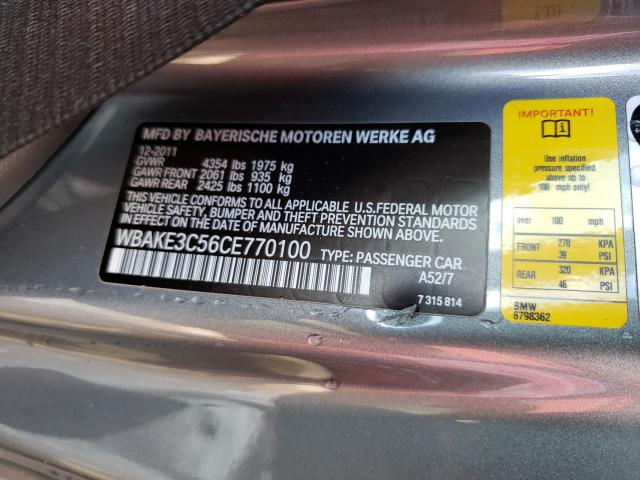 MFD BY BAYERISCHE MOTOREN WERKE AG
12-2011
GVWR 4354 lbs 1975 kg
GAWR FRONT 2061 lbs 935 kg
GAWR REAR 2425 lbs 1100 kg
THIS VEHICLE CONFORMS TO ALL APPLICABLE U.S.FEDERAL MOTOR
VEHICLE SAFETY, BUMPER AND THEFT PREVENTION STANDARDS
IN EFFECT ON DATE OF MANUFACTURE SHOWN ABOVE.
WBAKE3C56CE770100 TYPE: PASSENGER CAR
A52/7
7 315 814
IMPORTANT!
Use inflation
pressure specified
above up to
100 mph only
over 100 mph
FRONT 270 KPA
39 PSI
REAR 320 KPA
46 PSI
BMW
6798362